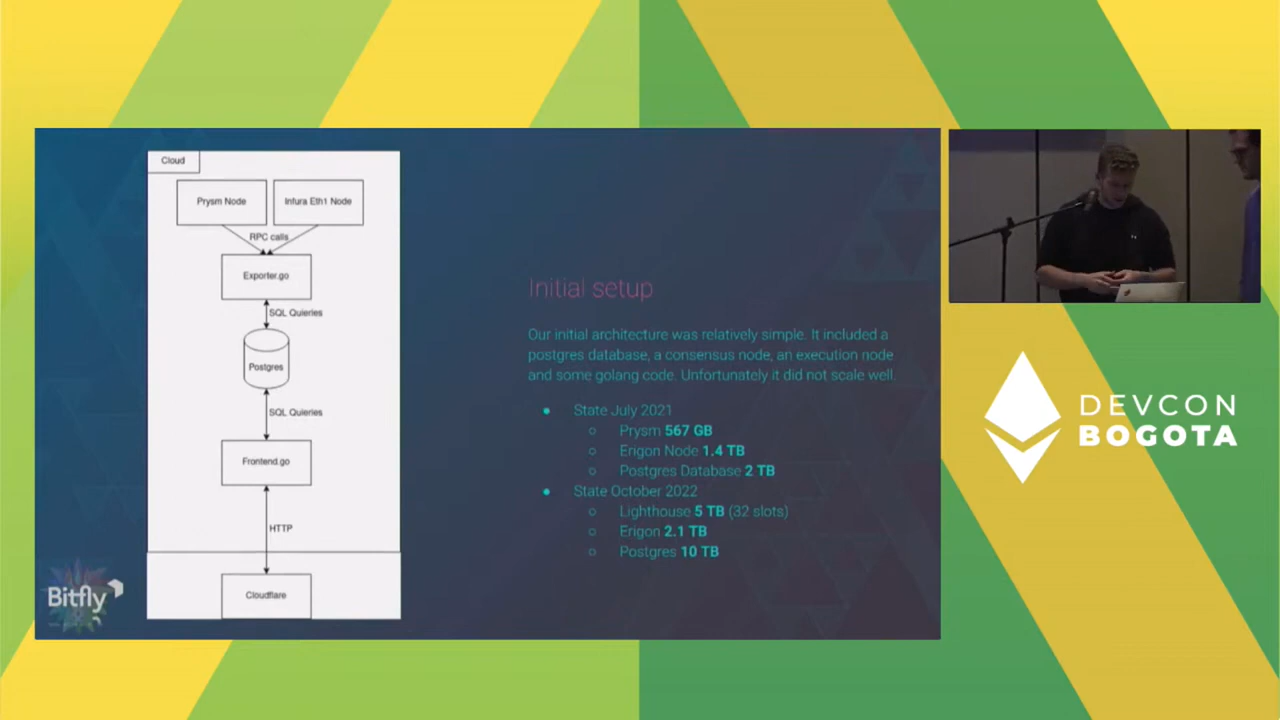 Cloud
Prysm Node
Infura Eth1 Node
RPC calls
Exporter.go
SQL Quieries
Postgres
SQL Quieries
Frontend.go
HTTP
Cloudflare
Bitfly
Initial setup
Our initial architecture was relatively simple. It included a
postgres database, a consensus node, an execution node
and some golang code. Unfortunately it did not scale well.
● State July 2021
○ Prysm 567 GB
○ Erigon Node 1.4 TB
○ Postgres Database 2 TB
● State October 2022
○ Lighthouse 5 TB (32 slots)
○ Erigon 2.1 TB
○ Postgres 10 TB
DEVCON
BOGOTA